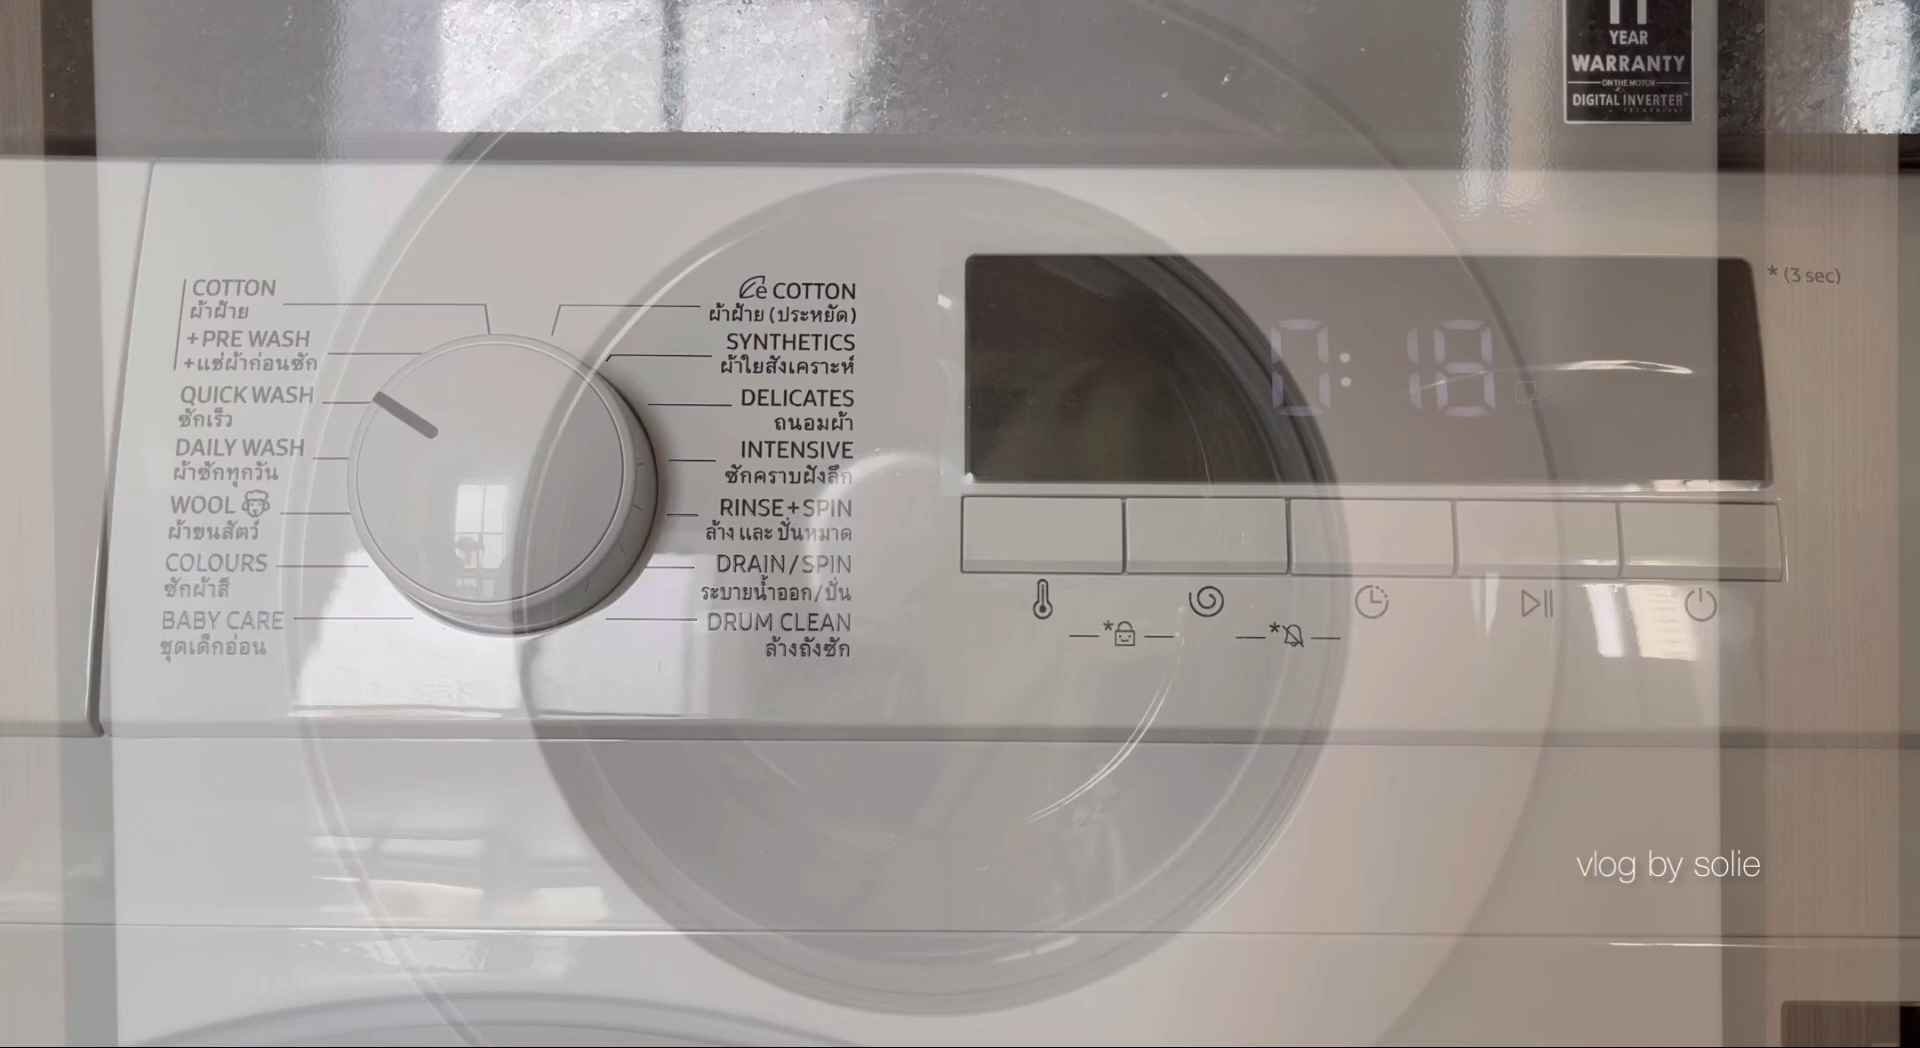 YEAR
WARRANTY
ON THE MOTOR
DIGITAL INVERTER
* (3 sec)
COTTON
ผ้าฝ้าย
+PRE WASH
+แช่ผ้าก่อนซัก
QUICK WASH
ซักเร็ว
DAILY WASH
ผ้าซักทุกวัน
WOOL
ผ้าขนสัตว์
COLOURS
ซักผ้าสี
BABY CARE
ชุดเด็กอ่อน
e COTTON
ผ้าฝ้าย (ประหยัด)
SYNTHETICS
ผ้าใยสังเคราะห์
DELICATES
ถนอมผ้า
INTENSIVE
ซักคราบฝังลึก
RINSE+SPIN
ล้าง และ ปั่นหมาด
DRAIN/SPIN
ระบายน้ำออก/ปั่น
DRUM CLEAN
ล้างถังซัก
0:18
* *
vlog by solie